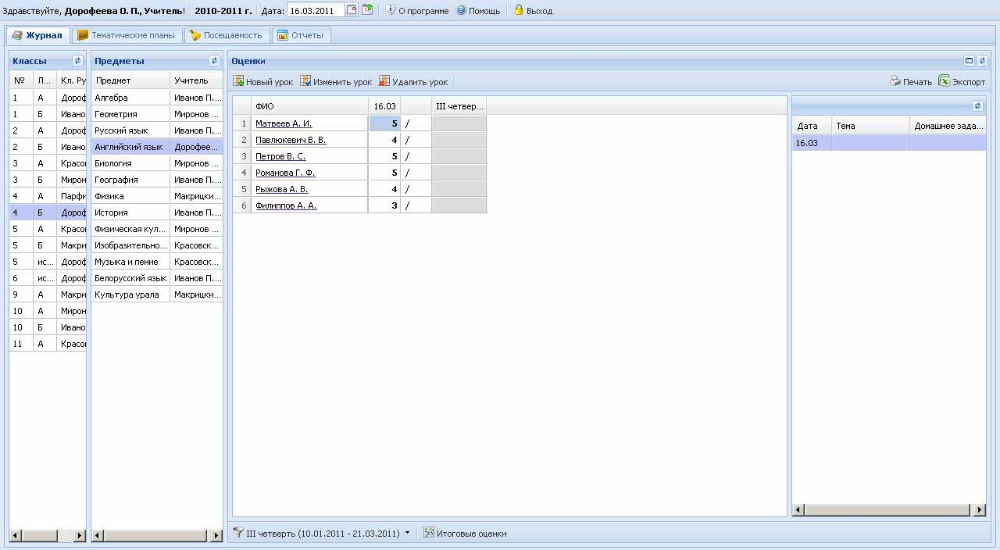 Здравствуйте, Дорофеева О. П., Учитель! 2010-2011 г. Дата: 16.03.2011 О программе Помощь Выход
Журнал Тематические планы Посещаемость Отчеты
Классы
№ Л... Кл. Ру
1 А Дороф
1 Б Ивано
2 А Дороф
2 Б Ивано
3 А Красо
3 Б Мирон
4 А Парфи
4 Б Дороф
5 А Красо
5 Б Макри
5 ис... Дороф
6 ис... Дороф
9 А Макри
10 А Мирон
10 Б Ивано
11 А Красо
Предметы
Предмет Учитель
Алгебра Иванов П....
Геометрия Миронов ...
Русский язык Иванов П....
Английский язык Дорофее...
Биология Миронов ...
География Иванов П....
Физика Макрицки...
История Иванов П....
Физическая кул... Миронов ...
Изобразительно... Красовск...
Музыка и пение Красовск...
Белорусский язык Иванов П....
Культура урала Макрицки...
Оценки
Новый урок Изменить урок Удалить урок Печать Экспорт
ФИО 16.03 III четвер...
1 И. 5 /
2 Павлюкевич В. В. 4 /
3 Петров С. С. 5 /
4 Романова Г. Ф. 5 /
5 Рыжова А. В. 4 /
6 Филиппов А. А. 3 /
Дата Тема Домашнее зада...
16.03
III четверть (10.01.2011 - 21.03.2011) Итоговые оценки